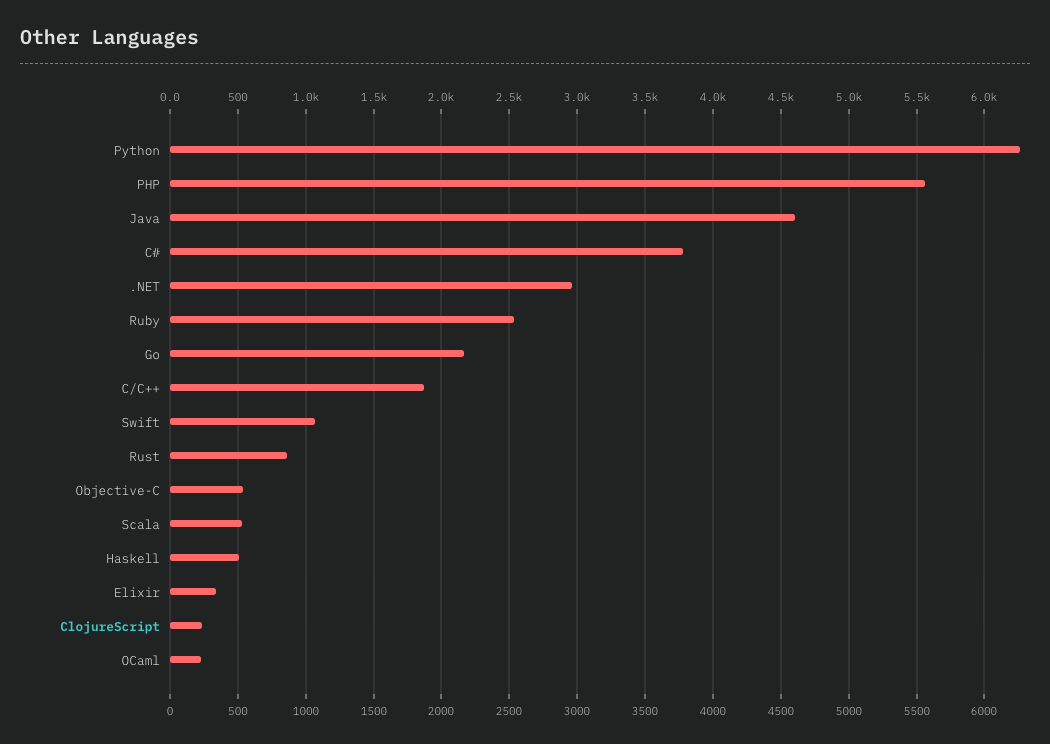 Other Languages
0.0 500 1.0k 1.5k 2.0k 2.5k 3.0k 3.5k 4.0k 4.5k 5.0k 5.5k 6.0k
Python
PHP
Java
C#
.NET
Ruby
Go
C/C++
Swift
Rust
Objective-C
Scala
Haskell
Elixir
ClojureScript
OCaml
0 500 1000 1500 2000 2500 3000 3500 4000 4500 5000 5500 6000